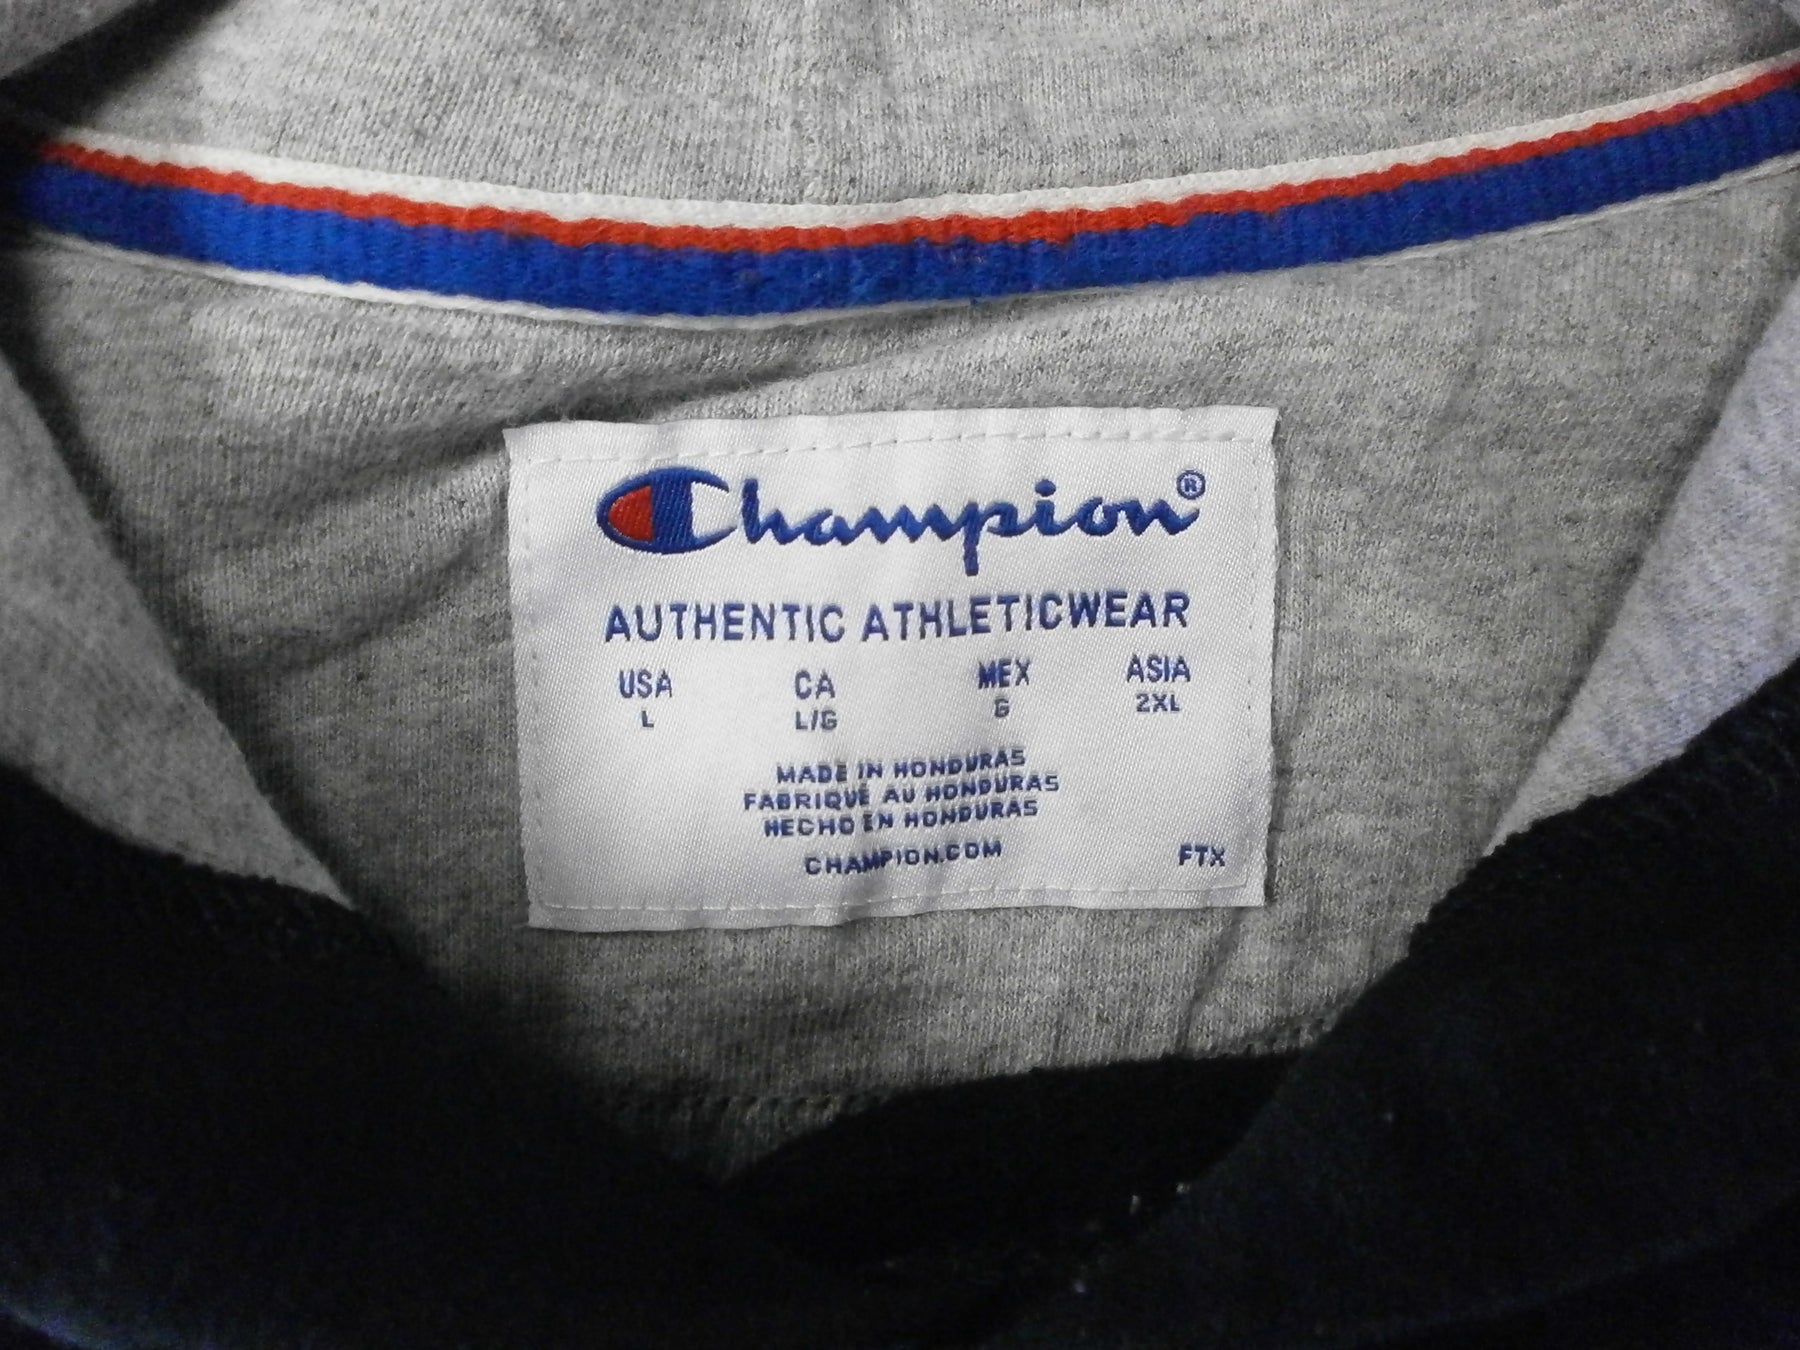 Champion®
AUTHENTIC ATHLETICWEAR
USA CA MEX ASIA
L L/G G 2XL
MADE IN HONDURAS
FABRIQUÉ AU HONDURAS
HECHO EN HONDURAS
CHAMPION.COM FTX